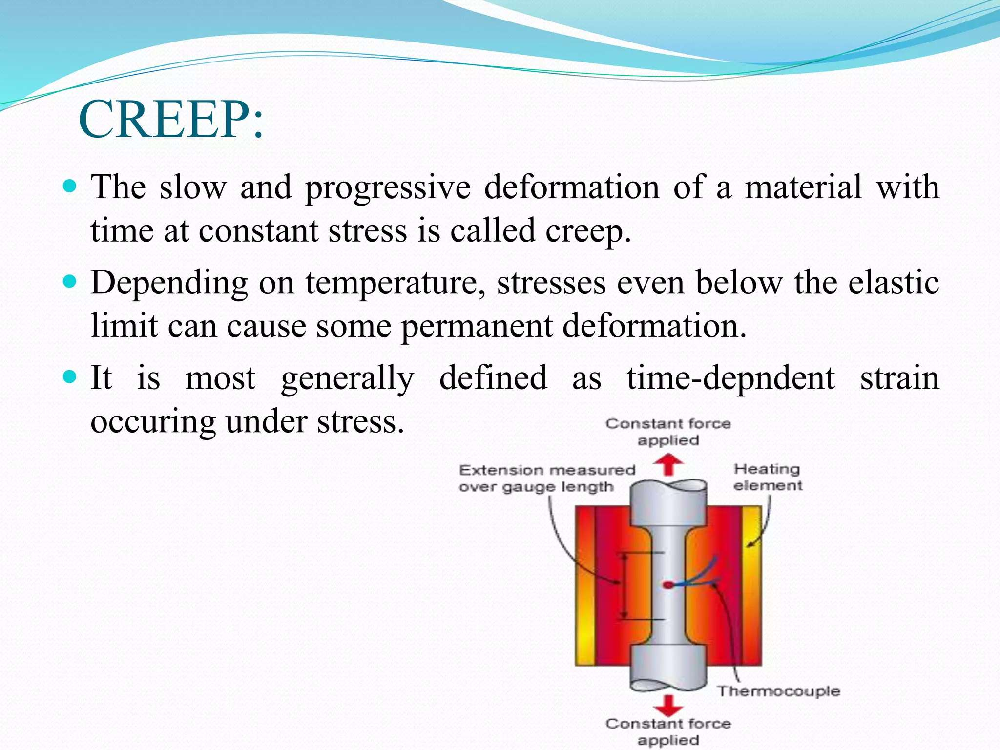 CREEP:
• The slow and progressive deformation of a material with
time at constant stress is called creep.
• Depending on temperature, stresses even below the elastic
limit can cause some permanent deformation.
• It is most generally defined as time-depndent strain
occuring under stress.
Constant force
applied
Extension measured
over gauge length
Heating
element
Thermocouple
Constant force
applied